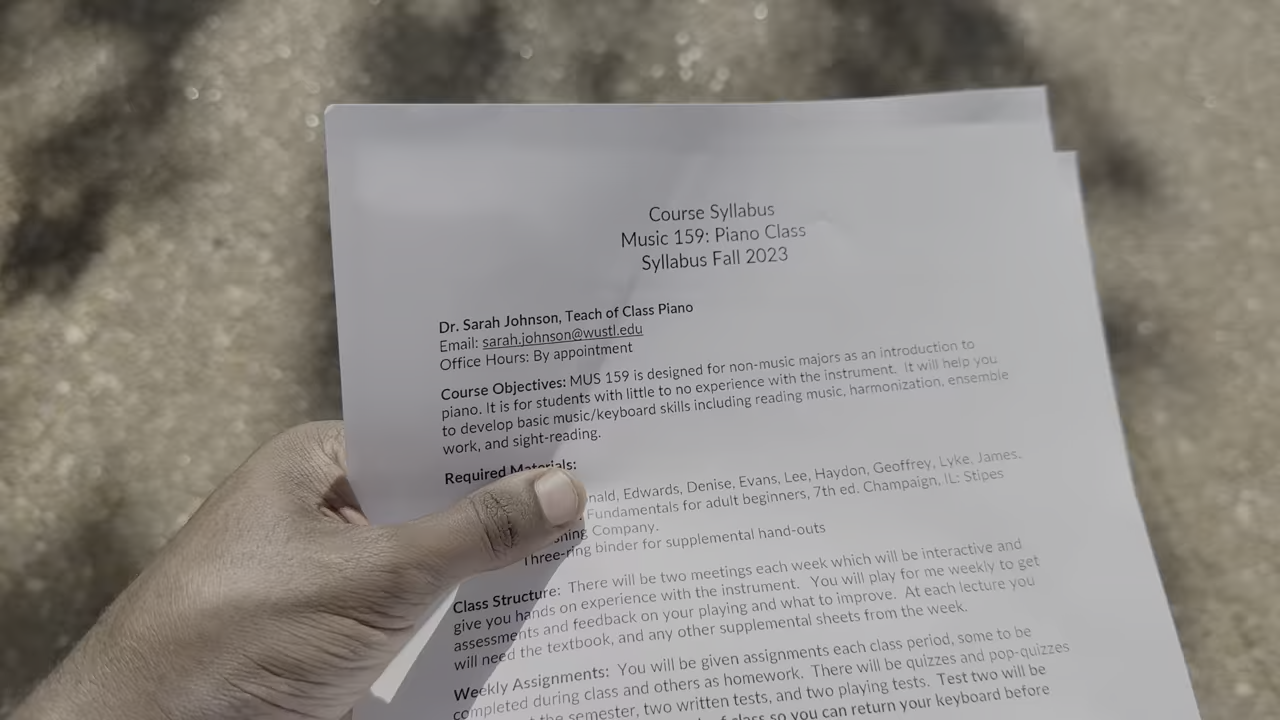 Course Syllabus
Music 159: Piano Class
Syllabus Fall 2023
Dr. Sarah Johnson, Teach of Class Piano
Email: sarah.johnson@wustl.edu
Office Hours: By appointment
Course Objectives: MUS 159 is designed for non-music majors as an introduction to
piano. It is for students with little to no experience with the instrument. It will help you
to develop basic music/keyboard skills including reading music, harmonization, ensemble
work, and sight-reading.
Required Materials:
Edwards, Denise, Evans, Lee, Haydon, Geoffrey, Lyke, James.
Fundamentals for adult beginners, 7th ed. Champaign, IL: Stipes
Company.
Three-ring binder for supplemental hand-outs
Class Structure: There will be two meetings each week which will be interactive and
give you hands on experience with the instrument. You will play for me weekly to get
assessments and feedback on your playing and what to improve. At each lecture you
will need the textbook, and any other supplemental sheets from the week.
Weekly Assignments: You will be given assignments each class period, some to be
completed during class and others as homework. There will be quizzes and pop-quizzes
the semester, two written tests, and two playing tests. Test two will be
of class so you can return your keyboard before